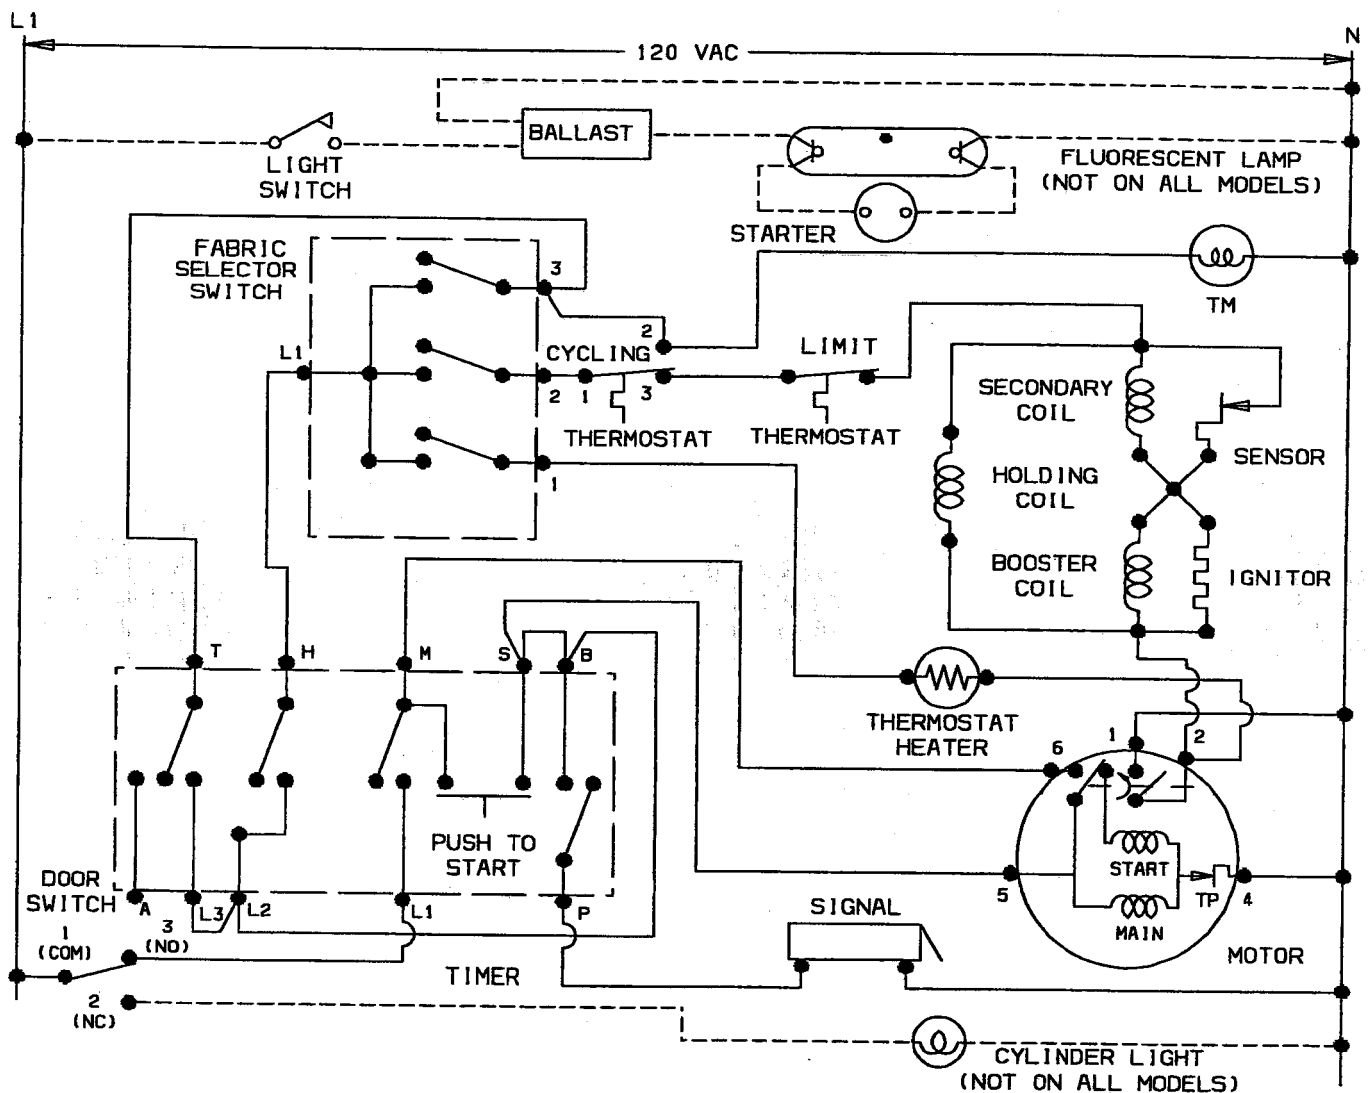 L1
N
120 VAC
BALLAST
LIGHT
SWITCH
FLUORESCENT LAMP
(NOT ON ALL MODELS)
STARTER
FABRIC
SELECTOR
SWITCH
3
TM
2
L1
CYCLING
LIMIT
2
1
3
THERMOSTAT
THERMOSTAT
SECONDARY
COIL
SENSOR
1
HOLDING
COIL
BOOSTER
COIL
IGNITOR
T
H
M
S
B
THERMOSTAT
HEATER
6
1
2
PUSH TO
START
START
MAIN
TP
5
4
MOTOR
DOOR
SWITCH
A
L3
L2
L1
P
1
(COM)
3
(NO)
2
(NC)
TIMER
SIGNAL
CYLINDER LIGHT
(NOT ON ALL MODELS)